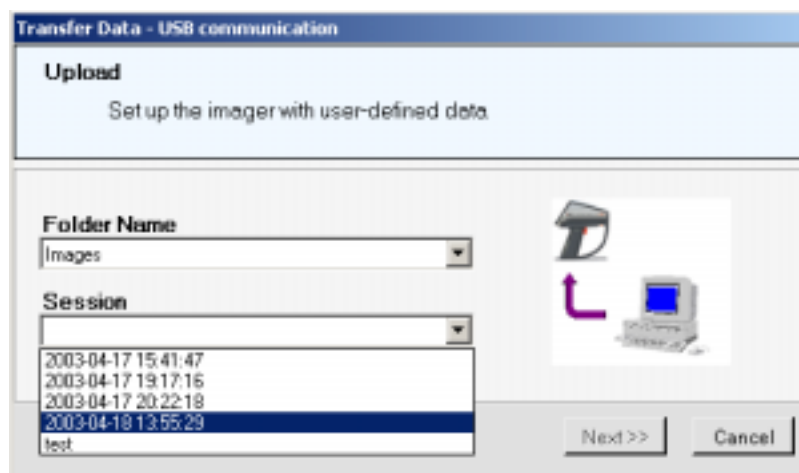 Transfer Data - USB communication
Upload
Set up the imager with user-defined data.
Folder Name
Images
Session
2003-04-17 15:41:47
2003-04-17 19:17:16
2003-04-17 20:22:18
2003-04-18 13:55:29
test
Next >>
Cancel